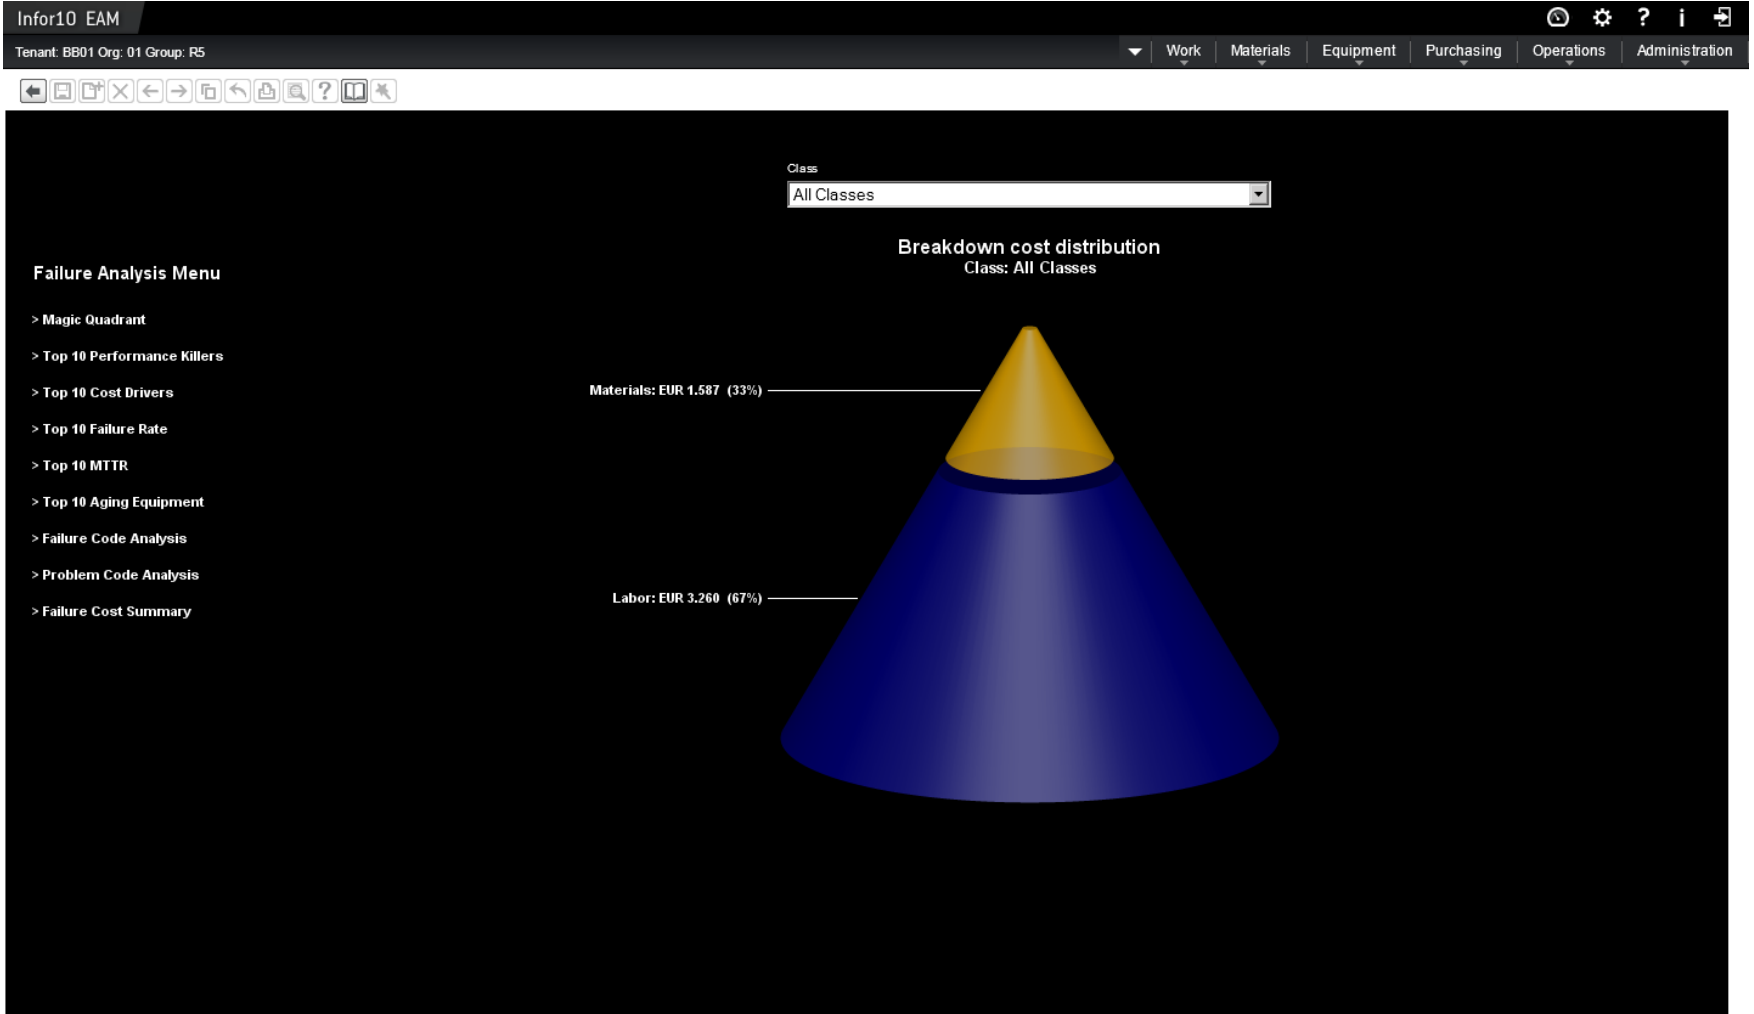 Infor10 EAM
Tenant: BB01 Org: 01 Group: R5
Work Materials Equipment Purchasing Operations Administration
Class
All Classes
Breakdown cost distribution
Class: All Classes
Failure Analysis Menu
> Magic Quadrant
> Top 10 Performance Killers
> Top 10 Cost Drivers
> Top 10 Failure Rate
> Top 10 MTTR
> Top 10 Aging Equipment
> Failure Code Analysis
> Problem Code Analysis
> Failure Cost Summary
Materials: EUR 1.587 (33%)
Labor: EUR 3.260 (67%)